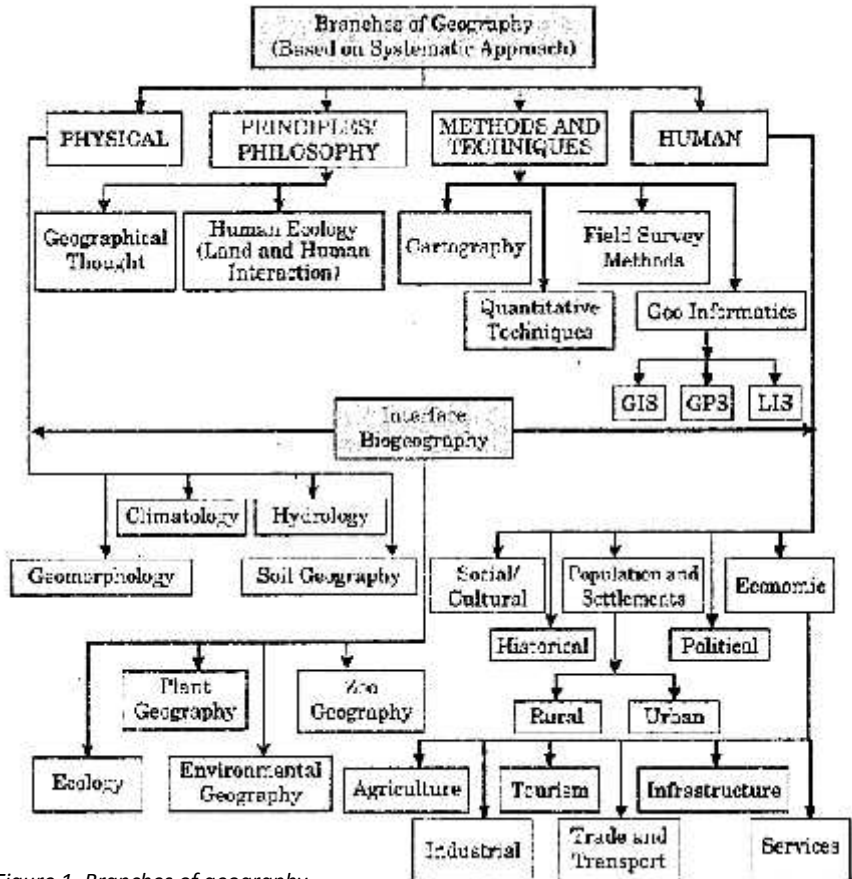 Branches of Geography
(Based on Systematic Approach)
PHYSICAL
PRINCIPLES/
PHILOSOPHY
METHODS AND
TECHNIQUES
HUMAN
Geographical
Thought
Human Ecology
(Land and Human
Interaction)
Cartography
Field Survey
Methods
Quantitative
Techniques
Geo Informatics
GIS
GPS
LIS
Interface
Biogeography
Climatology
Hydrology
Geomorphology
Soil Geography
Social/
Cultural
Population and
Settlements
Economic
Historical
Political
Plant
Geography
Zoo
Geography
Rural
Urban
Ecology
Environmental
Geography
Agriculture
Tourism
Infrastructure
Industrial
Trade and
Transport
Services
Figure 1. Branches of geography